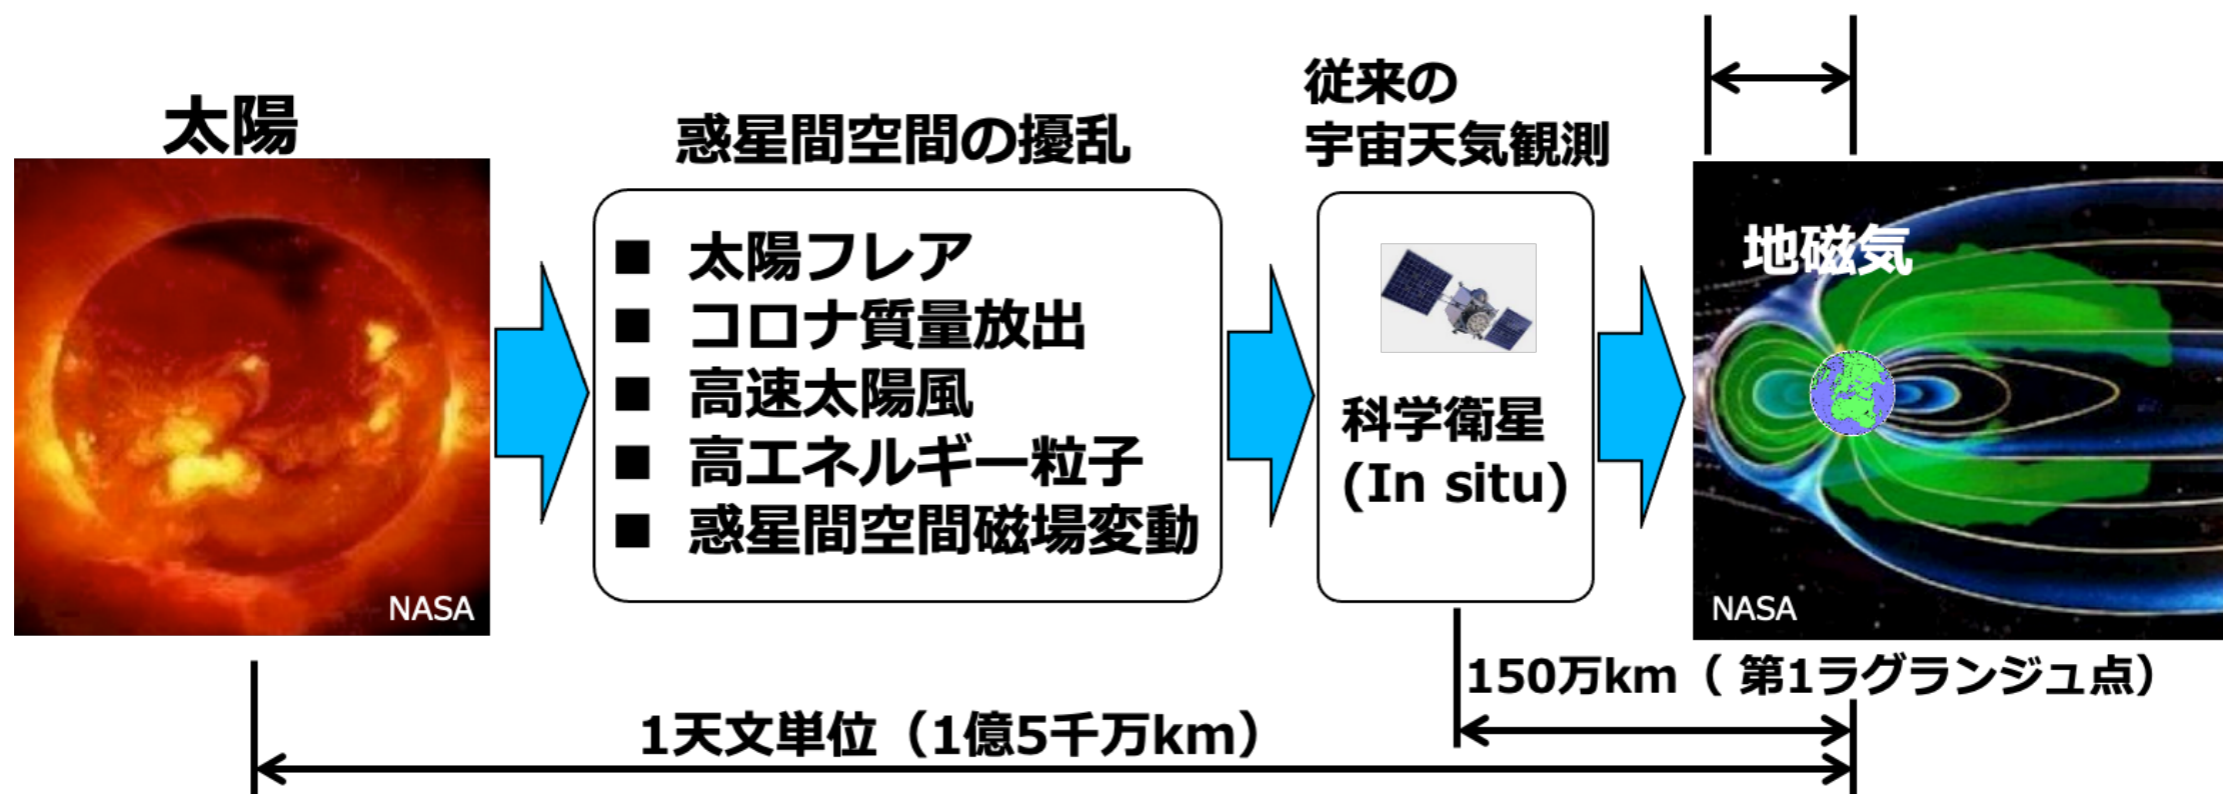 太陽
NASA
惑星間空間の擾乱
■ 太陽フレア
■ コロナ質量放出
■ 高速太陽風
■ 高エネルギー粒子
■ 惑星間空間磁場変動
従来の
宇宙天気観測
科学衛星
(In situ)
地磁気
NASA
150万km（ 第1ラグランジュ点）
1天文単位（1億5千万km）